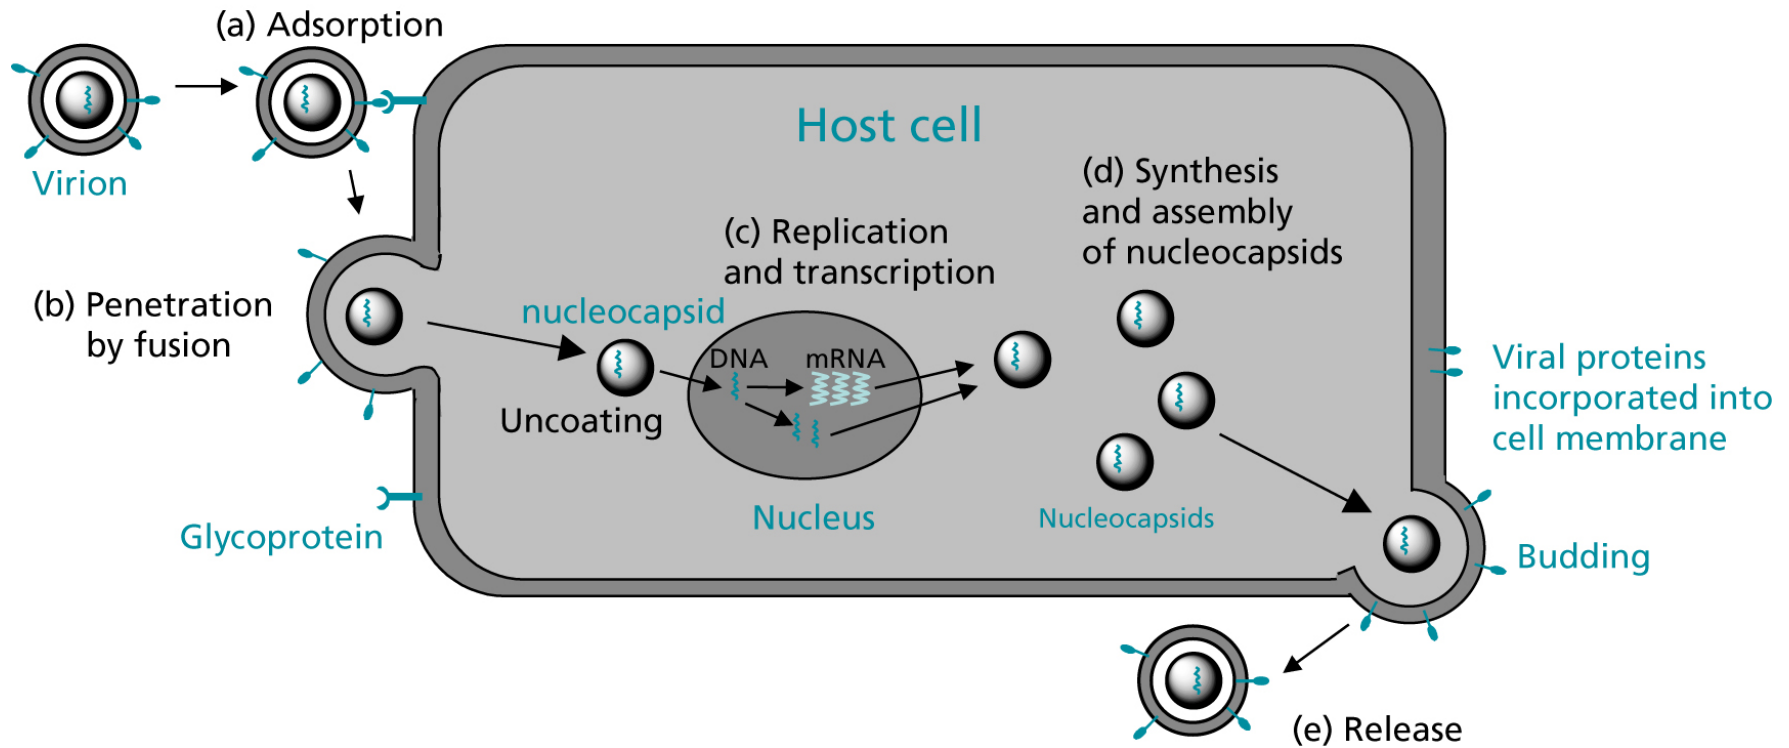 (a) Adsorption
Virion
Host cell
(b) Penetration
by fusion
nucleocapsid
Uncoating
(c) Replication
and transcription
DNA
mRNA
Nucleus
(d) Synthesis
and assembly
of nucleocapsids
Nucleocapsids
Glycoprotein
Viral proteins
incorporated into
cell membrane
Budding
(e) Release